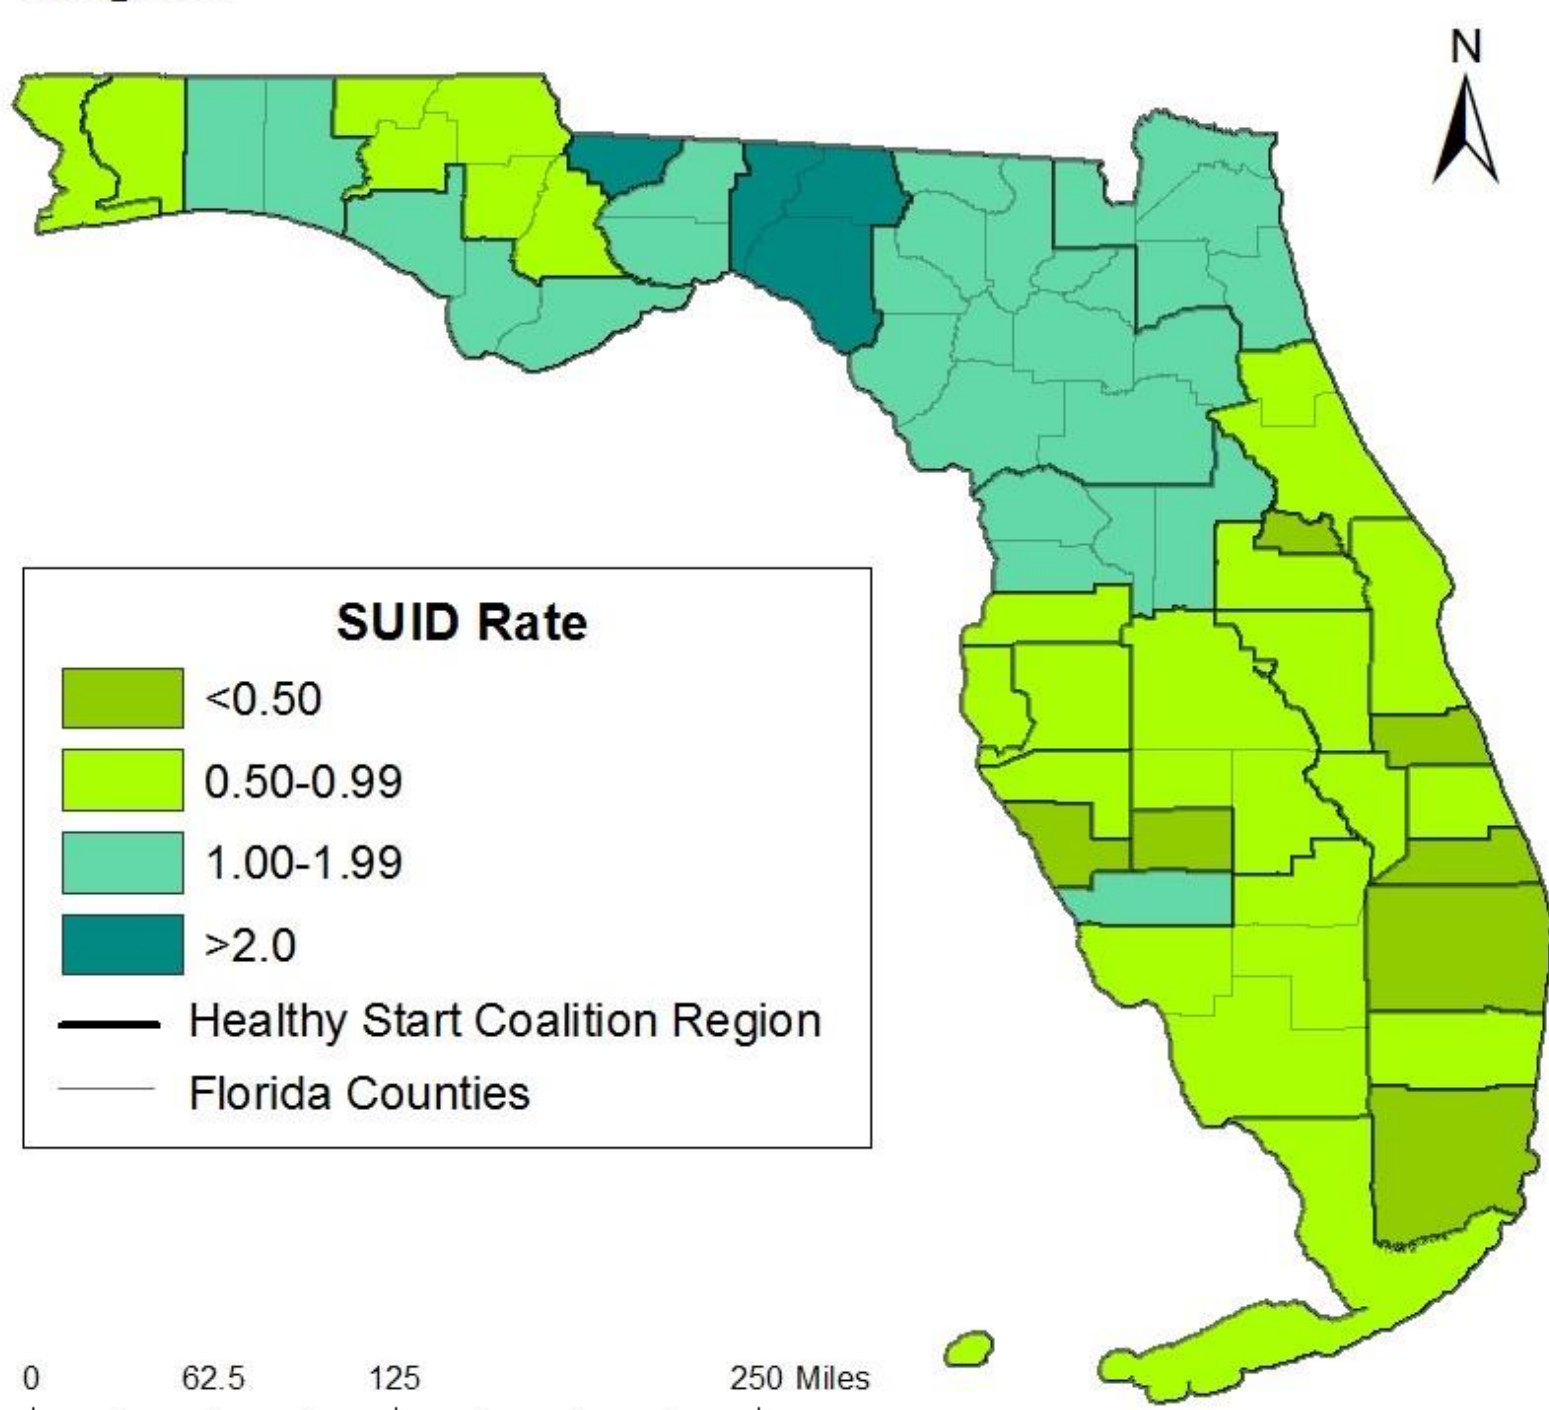 N
SUID Rate
<0.50
0.50-0.99
1.00-1.99
>2.0
Healthy Start Coalition Region
Florida Counties
0 62.5 125 250 Miles